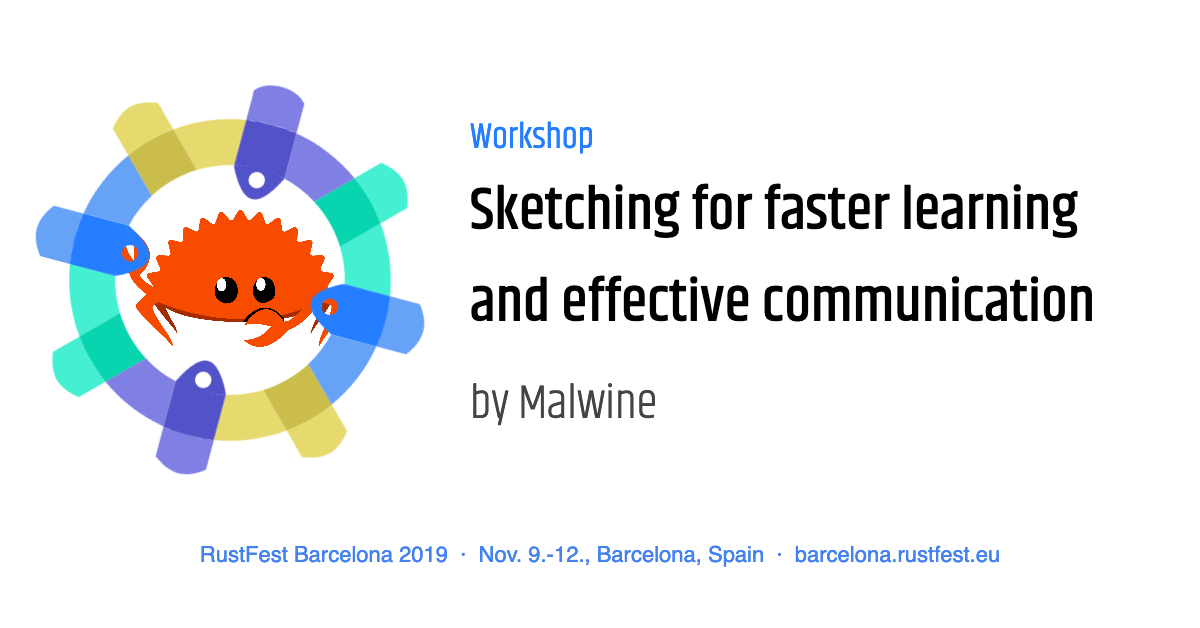 Workshop
Sketching for faster learning
and effective communication
by Malwine
RustFest Barcelona 2019 · Nov. 9.-12., Barcelona, Spain · barcelona.rustfest.eu